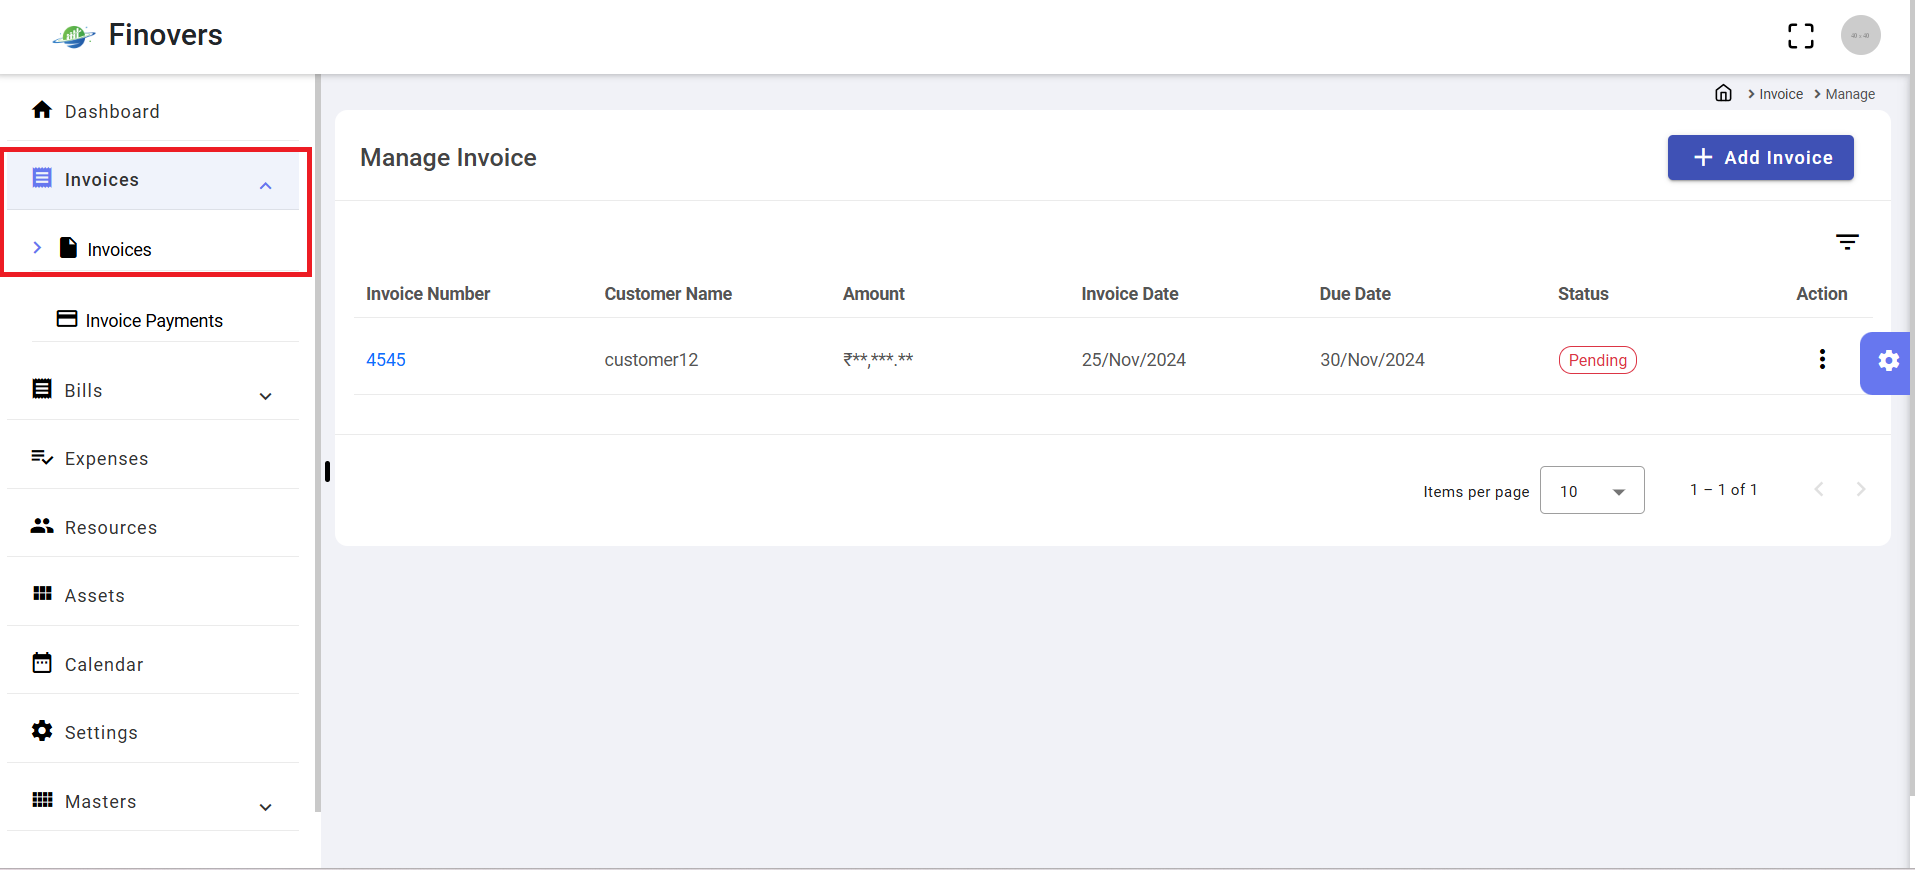 Finovers
Invoice Manage
Dashboard
Invoices
Invoices
Invoice Payments
Bills
Expenses
Resources
Assets
Calendar
Settings
Masters
Manage Invoice
+ Add Invoice
Invoice Number Customer Name Amount Invoice Date Due Date Status Action
4545 customer12 ₹**,***.** 25/Nov/2024 30/Nov/2024 Pending
Items per page 10 1 – 1 of 1